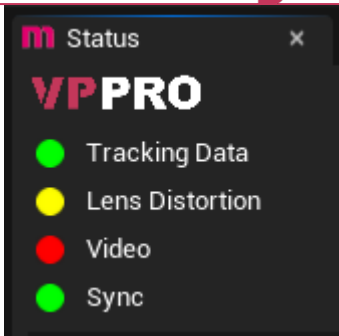 m Status ×
VPPRO
Tracking Data
Lens Distortion
Video
Sync